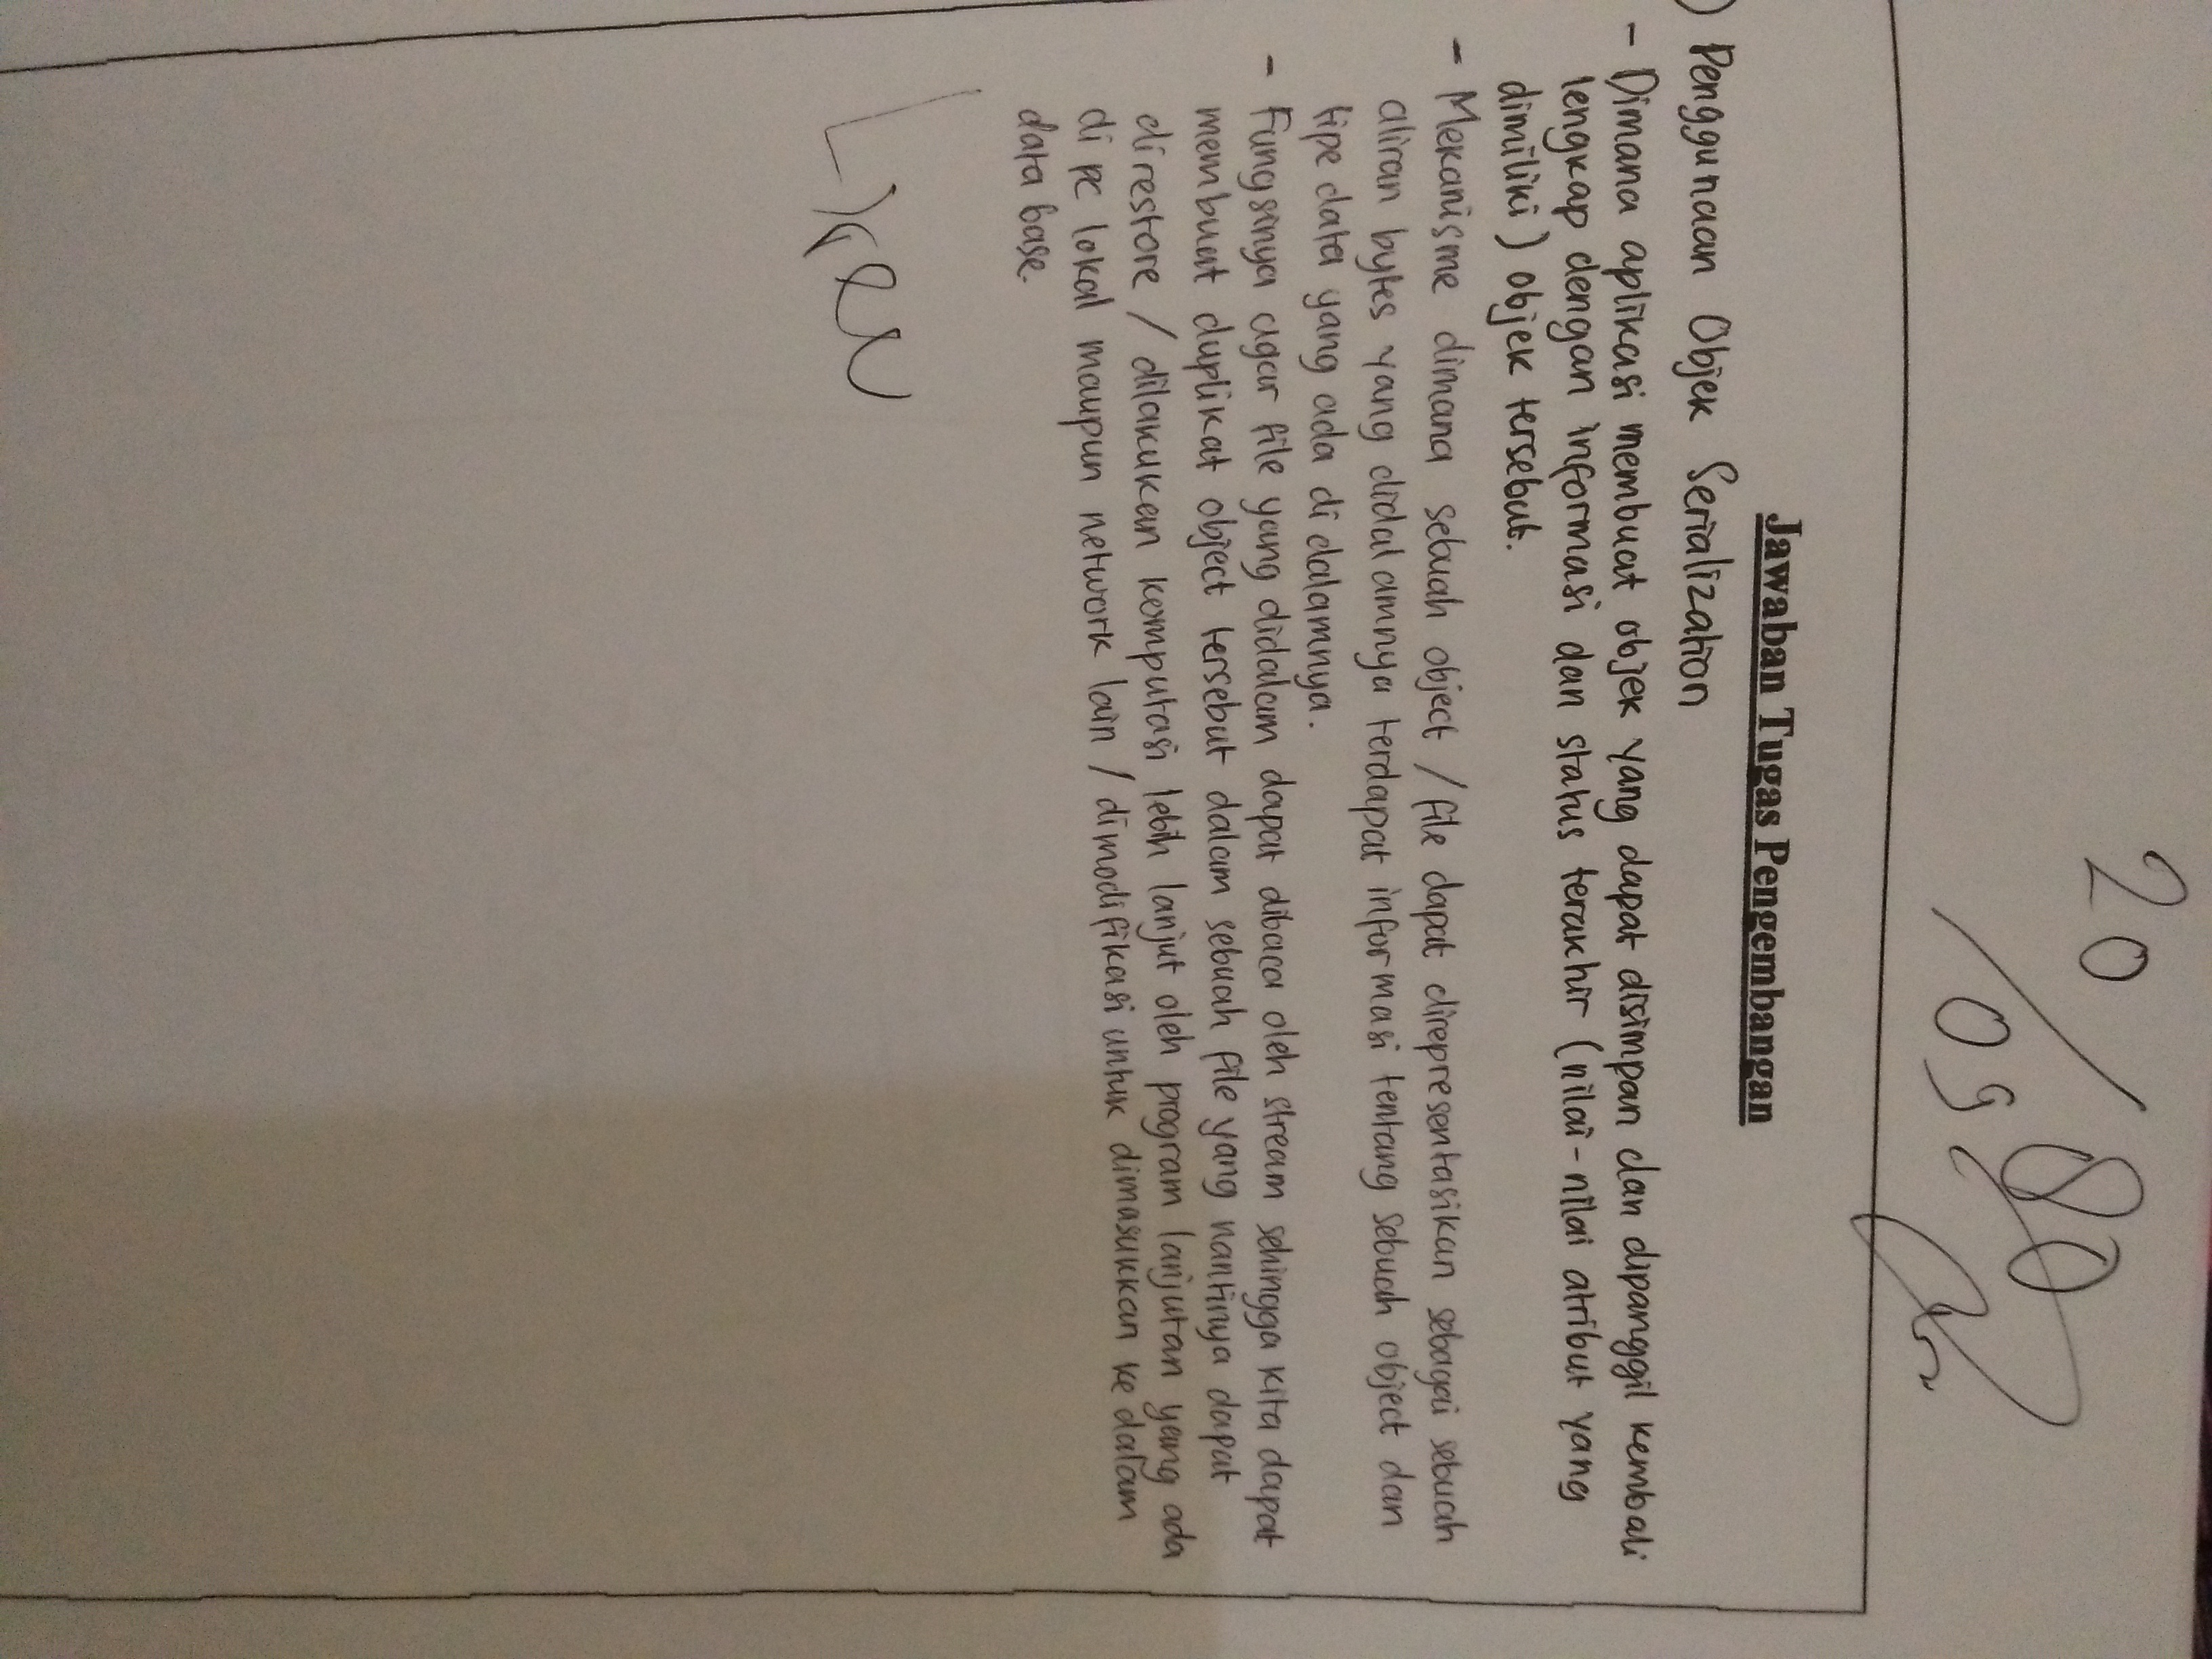 20/09 80
Jawaban Tugas Pengembangan
) Penggunaan Objek Serialization
- Dimana aplikasi membuat objek yang dapat disimpan dan dipanggil kembali
lengkap dengan informasi dan status terakhir (nilai-nilai atribut yang
dimiliki) objek tersebut.
- Mekanisme dimana sebuah object / file dapat direpresentasikan sebagai sebuah
aliran bytes yang didalamnya terdapat informasi tentang sebuah object dan
tipe data yang ada di dalamnya.
- Fungsinya agar file yang didalam dapat dibaca oleh stream sehingga kita dapat
membuat duplikat object tersebut dalam sebuah file yang nantinya dapat
direstore / dilakukan komputasi lebih lanjut oleh program lanjutan yang ada
di pc lokal maupun network lain / dimodifikasi untuk dimasukkan ke dalam
data base.